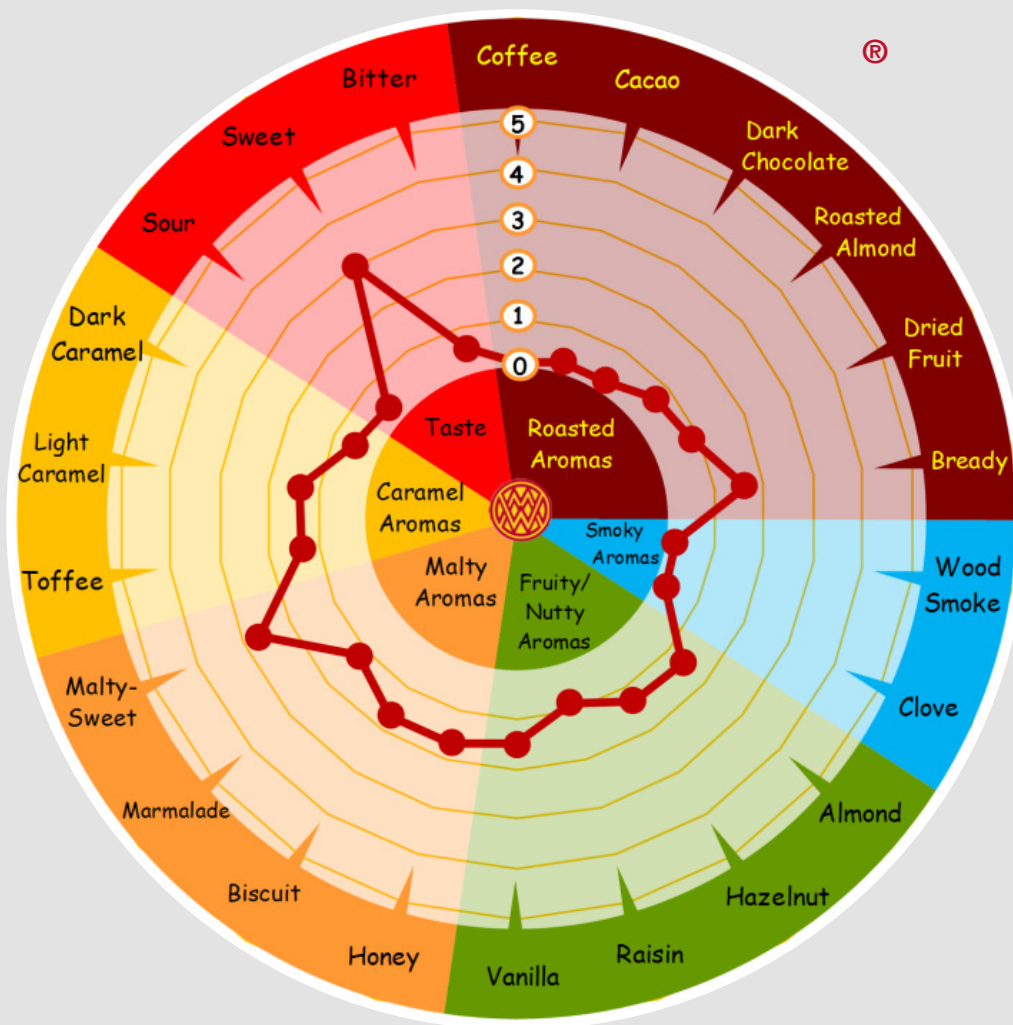 ®
Coffee
Cacao
Dark
Chocolate
Roasted
Almond
Dried
Fruit
Bready
Wood
Smoke
Clove
Almond
Hazelnut
Raisin
Vanilla
Honey
Biscuit
Marmalade
Malty-
Sweet
Toffee
Light
Caramel
Dark
Caramel
Sour
Sweet
Bitter
5
4
3
2
1
0
Taste
Roasted
Aromas
Smoky
Aromas
Fruity/
Nutty
Aromas
Malty
Aromas
Caramel
Aromas